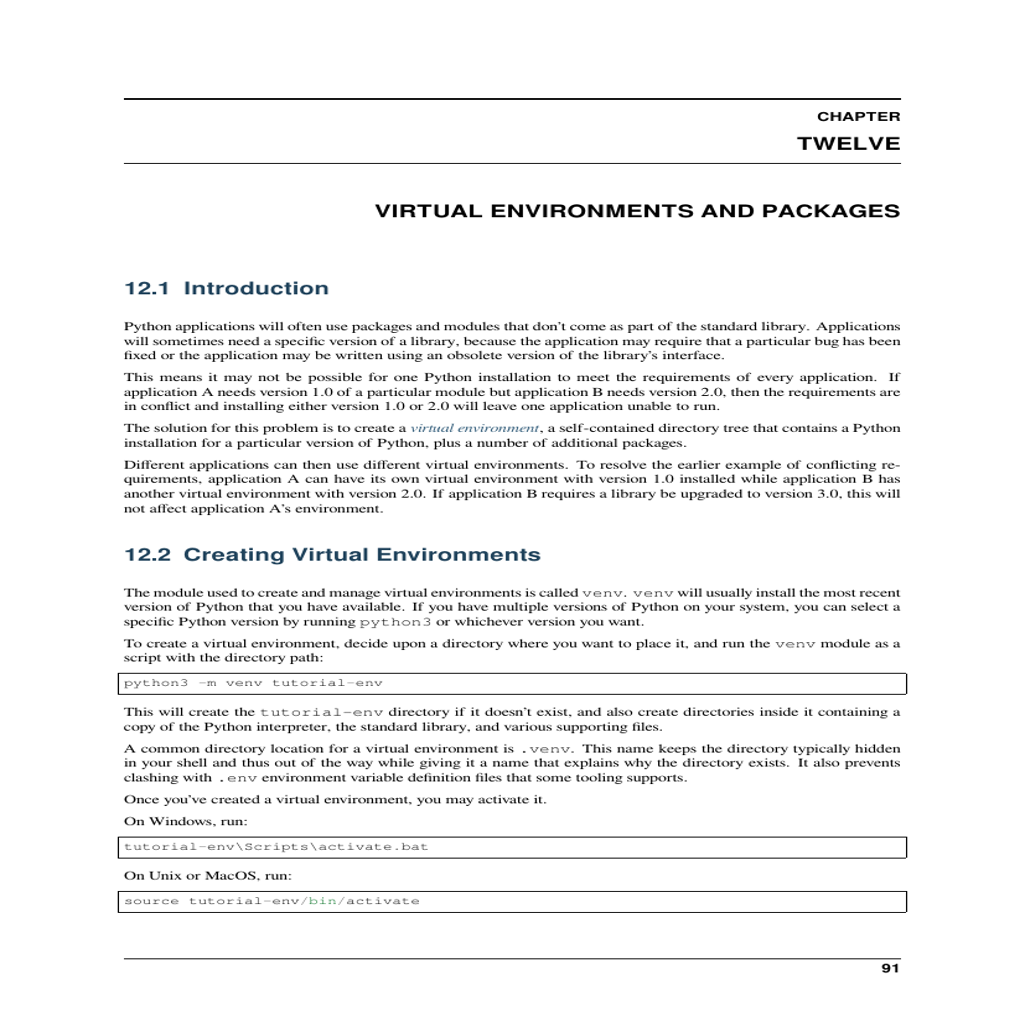 CHAPTER
TWELVE
VIRTUAL ENVIRONMENTS AND PACKAGES
12.1 Introduction
Python applications will often use packages and modules that don't come as part of the standard library. Applications
will sometimes need a specific version of a library, because the application may require that a particular bug has been
fixed or the application may be written using an obsolete version of the library's interface.
This means it may not be possible for one Python installation to meet the requirements of every application. If
application A needs version 1.0 of a particular module but application B needs version 2.0, then the requirements are
in conflict and installing either version 1.0 or 2.0 will leave one application unable to run.
The solution for this problem is to create a virtual environment, a self-contained directory tree that contains a Python
installation for a particular version of Python, plus a number of additional packages.
Different applications can then use different virtual environments. To resolve the earlier example of conflicting re-
quirements, application A can have its own virtual environment with version 1.0 installed while application B has
another virtual environment with version 2.0. If application B requires a library be upgraded to version 3.0, this will
not affect application A's environment.
12.2 Creating Virtual Environments
The module used to create and manage virtual environments is called venv. venv will usually install the most recent
version of Python that you have available. If you have multiple versions of Python on your system, you can select a
specific Python version by running python3 or whichever version you want.
To create a virtual environment, decide upon a directory where you want to place it, and run the venv module as a
script with the directory path:
python3 -m venv tutorial-env
This will create the tutorial-env directory if it doesn't exist, and also create directories inside it containing a
copy of the Python interpreter, the standard library, and various supporting files.
A common directory location for a virtual environment is .venv. This name keeps the directory typically hidden
in your shell and thus out of the way while giving it a name that explains why the directory exists. It also prevents
clashing with .env environment variable definition files that some tooling supports.
Once you've created a virtual environment, you may activate it.
On Windows, run:
tutorial-env\Scripts\activate.bat
On Unix or MacOS, run:
source tutorial-env/bin/activate
91